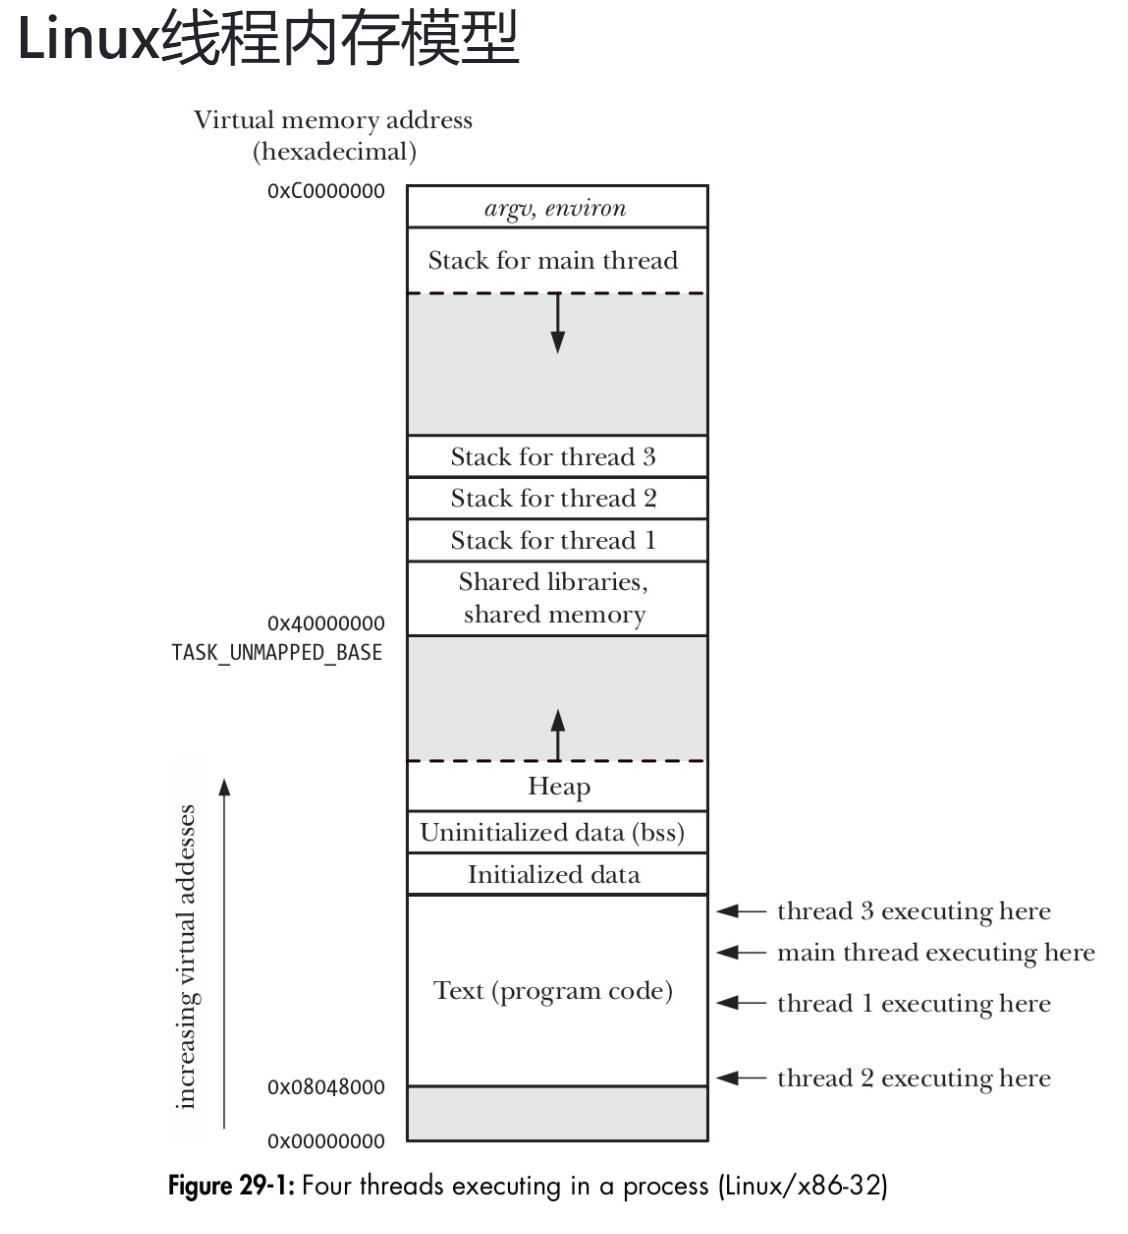 Linux线程内存模型
Virtual memory address
(hexadecimal)
0xC0000000
argv, environ
Stack for main thread
Stack for thread 3
Stack for thread 2
Stack for thread 1
Shared libraries,
shared memory
0x40000000
TASK_UNMAPPED_BASE
Heap
Uninitialized data (bss)
Initialized data
thread 3 executing here
main thread executing here
Text (program code)
thread 1 executing here
thread 2 executing here
increasing virtual addesses
0x08048000
0x00000000
Figure 29-1: Four threads executing in a process (Linux/x86-32)